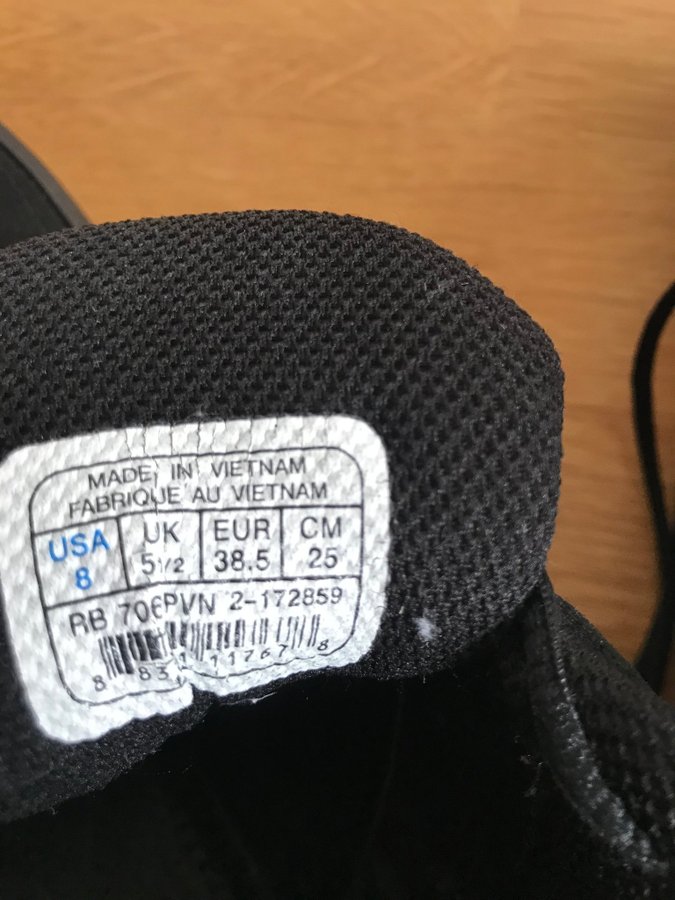 MADE IN VIETNAM
FABRIQUE AU VIETNAM
USA UK EUR CM
8 5 1/2 38.5 25
RB 706PVN 2-172859
8